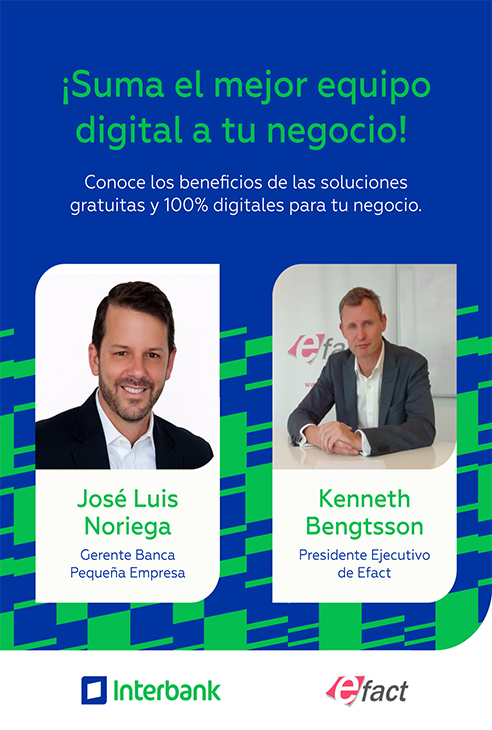 ¡Suma el mejor equipo
digital a tu negocio!
Conoce los beneficios de las soluciones
gratuitas y 100% digitales para tu negocio.
efact
José Luis
Noriega
Gerente Banca
Pequeña Empresa
Kenneth
Bengtsson
Presidente Ejecutivo
de Efact
Interbank
efact